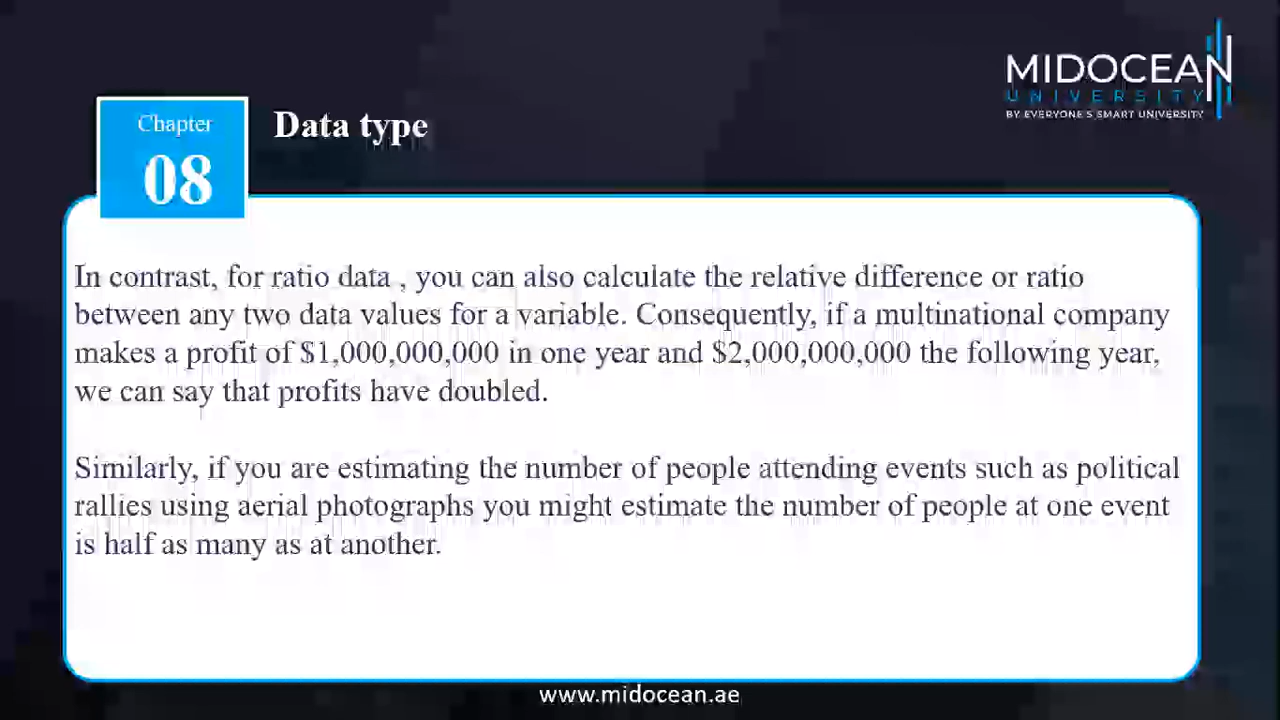 MIDOCEAN
UNIVERSITY
BY EVERYONE'S SMART UNIVERSITY
Chapter
08
Data type
In contrast, for ratio data , you can also calculate the relative difference or ratio
between any two data values for a variable. Consequently, if a multinational company
makes a profit of $1,000,000,000 in one year and $2,000,000,000 the following year,
we can say that profits have doubled.
Similarly, if you are estimating the number of people attending events such as political
rallies using aerial photographs you might estimate the number of people at one event
is half as many as at another.
www.midocean.ae